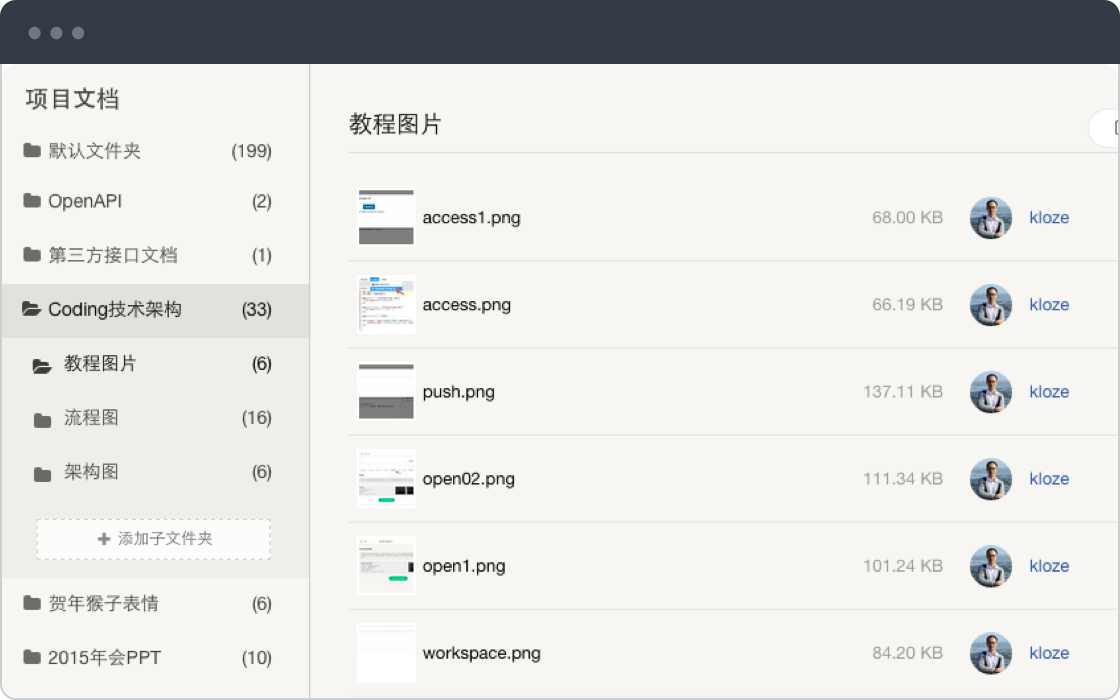 项目文档
默认文件夹 (199)
OpenAPI (2)
第三方接口文档 (1)
Coding技术架构 (33)
教程图片 (6)
流程图 (16)
架构图 (6)
添加子文件夹
贺年猴子表情 (6)
2015年会PPT (10)
教程图片
access1.png 68.00 KB kloze
access.png 66.19 KB kloze
push.png 137.11 KB kloze
open02.png 111.34 KB kloze
open1.png 101.24 KB kloze
workspace.png 84.20 KB kloze